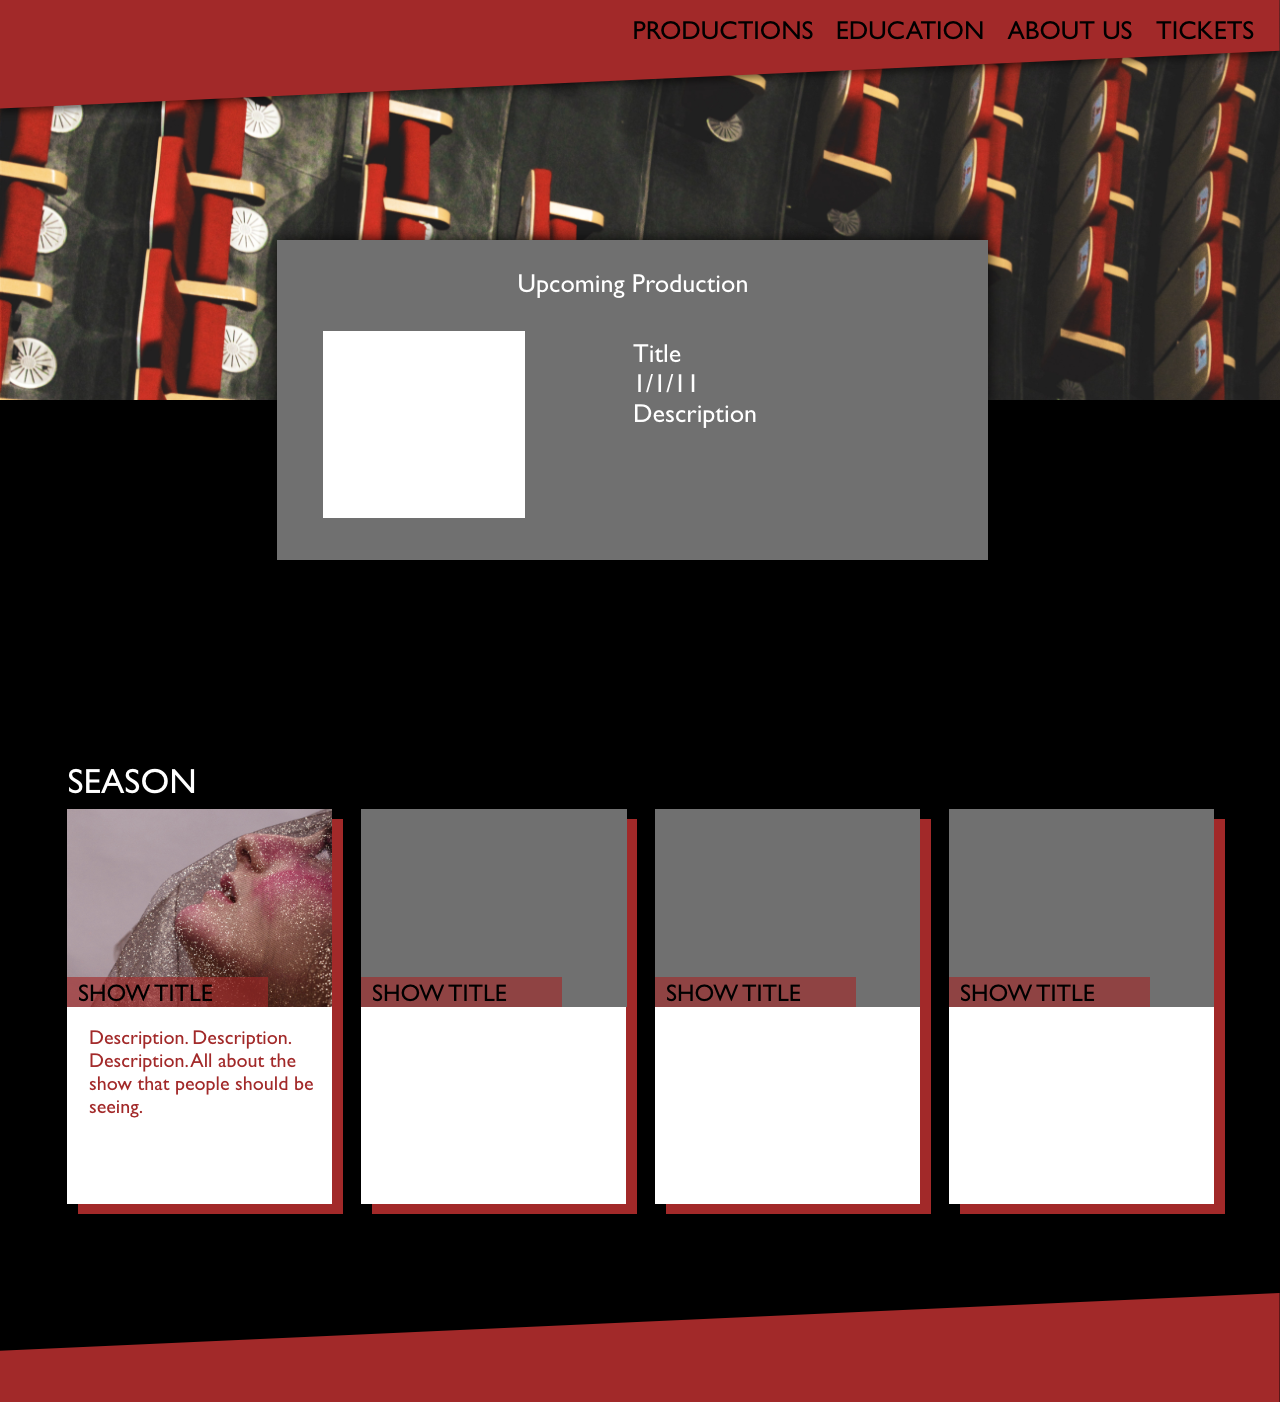 PRODUCTIONS EDUCATION ABOUT US TICKETS
Upcoming Production
Title
1/1/11
Description
SEASON
SHOW TITLE
Description. Description.
Description. All about the
show that people should be
seeing.
SHOW TITLE
SHOW TITLE
SHOW TITLE